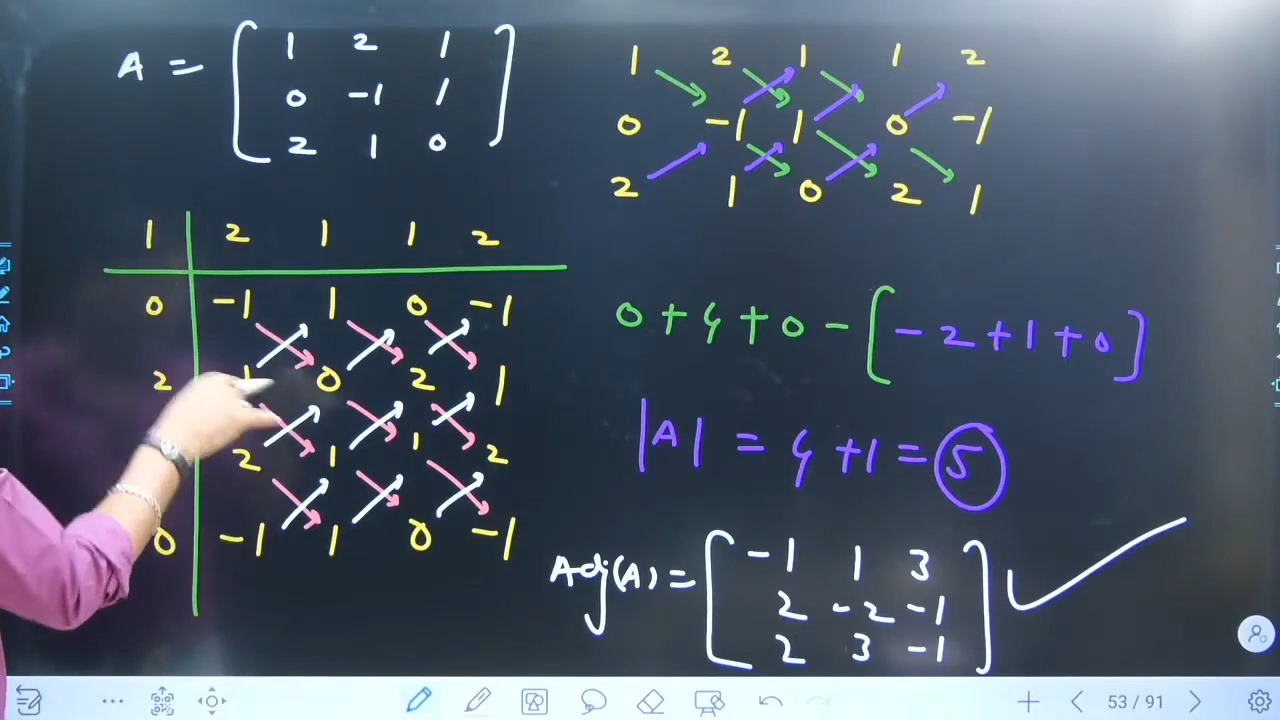 A = [ 1 2 1
0 -1 1
2 1 0 ]
1 2 1 1 2
0 -1 1 0 -1
2 1 0 2 1
1 2 1 1 2
0 -1 1 0 -1
2 1 0 2 1
2 1 1 2
0 -1 1 0 -1
0 + 4 + 0 - [ -2 + 1 + 0 ]
|A| = 4 + 1 = 5
Adj(A) = [ -1 1 3
2 -2 -1
2 3 -1 ]
53 / 91